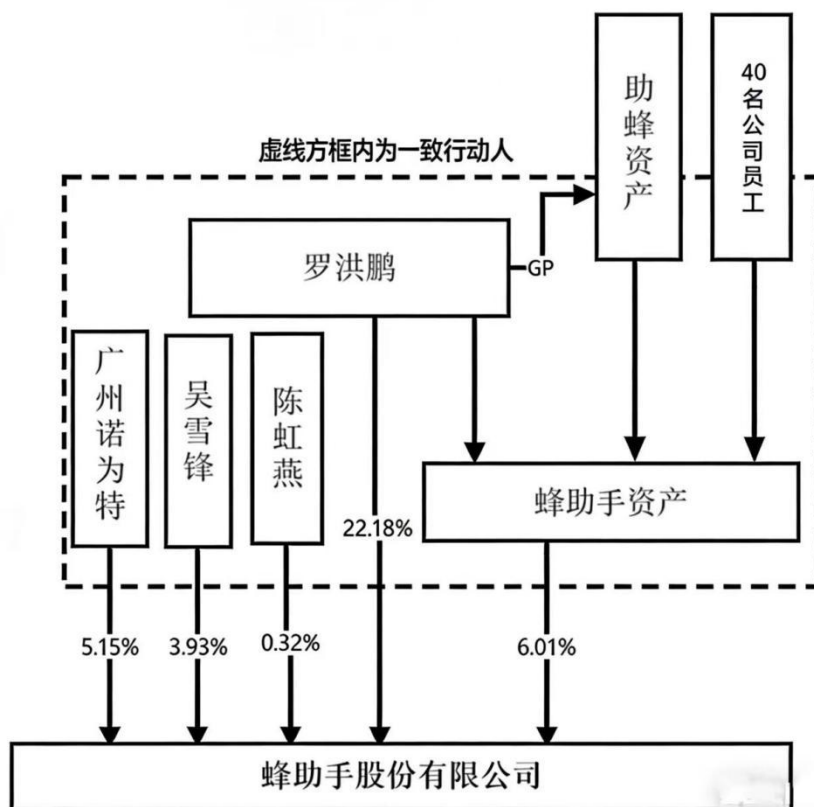 助蜂资产
40名公司员工
虚线方框内为一致行动人
罗洪鹏
GP
广州诺为特
吴雪锋
陈虹燕
蜂助手资产
22.18%
5.15%
3.93%
0.32%
6.01%
蜂助手股份有限公司